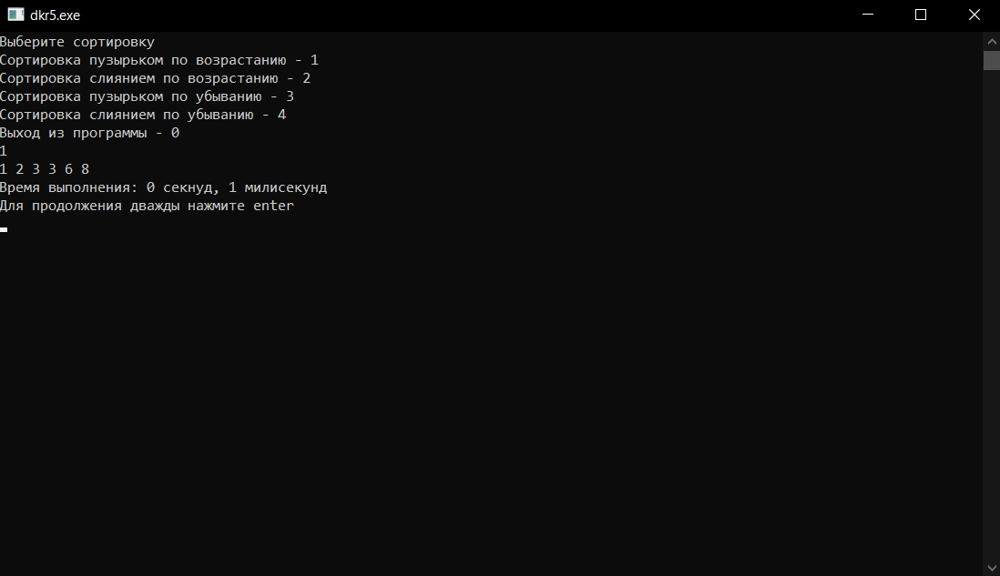 dkr5.exe
Выберите сортировку
Сортировка пузырьком по возрастанию - 1
Сортировка слиянием по возрастанию - 2
Сортировка пузырьком по убыванию - 3
Сортировка слиянием по убыванию - 4
Выход из программы - 0
1
1 2 3 3 6 8
Время выполнения: 0 секнуд, 1 милисекунд
Для продолжения дважды нажмите enter